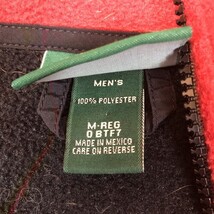 MEN'S
100% POLYESTER
M-REG
0 BTF7
MADE IN MEXICO
CARE ON REVERSE